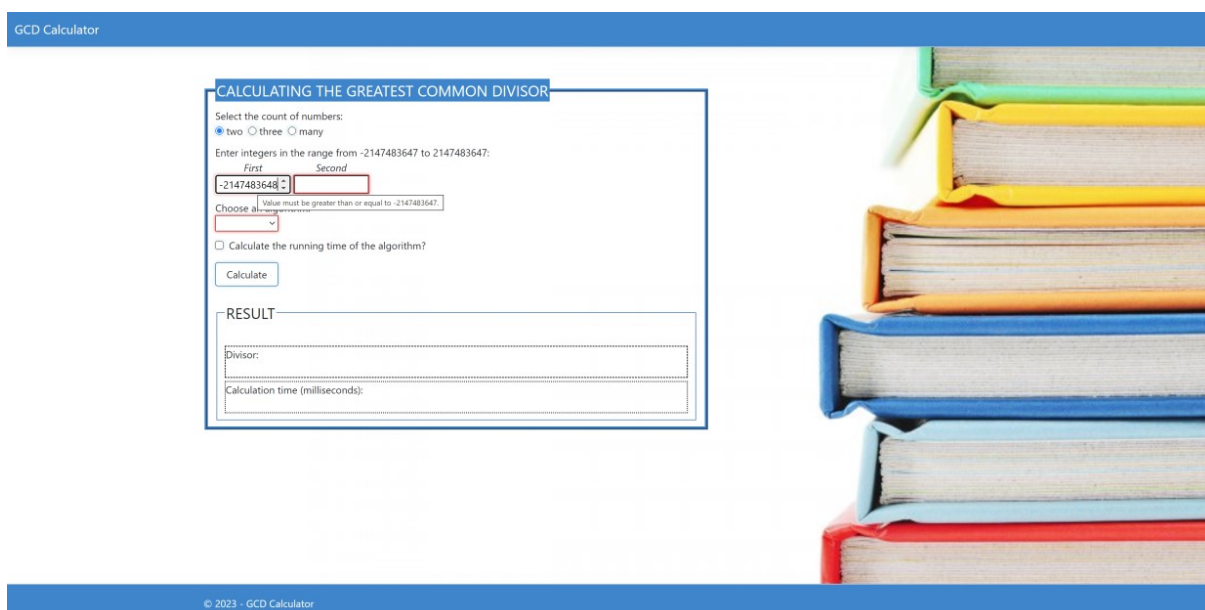 GCD Calculator
CALCULATING THE GREATEST COMMON DIVISOR
Select the count of numbers:
two three many
Enter integers in the range from -2147483647 to 2147483647:
First Second
-2147483648
Value must be greater than or equal to -2147483647.
Choose a
Calculate the running time of the algorithm?
Calculate
RESULT
Divisor:
Calculation time (milliseconds):
© 2023 - GCD Calculator